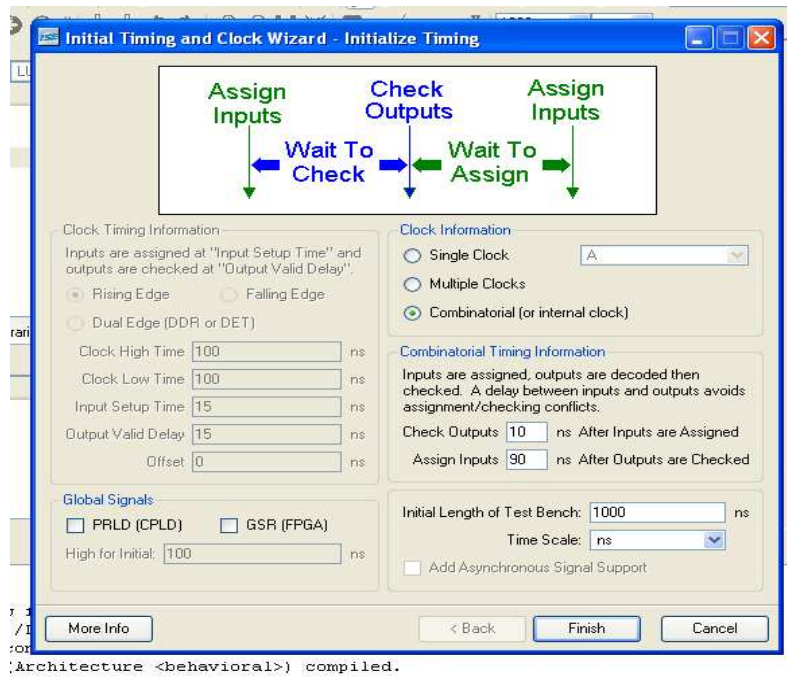 Initial Timing and Clock Wizard - Initialize Timing
Assign Inputs
Check Outputs
Assign Inputs
Wait To Check
Wait To Assign
Clock Timing Information
Inputs are assigned at "Input Setup Time" and
outputs are checked at "Output Valid Delay".
Rising Edge
Falling Edge
Dual Edge (DDR or DET)
Clock High Time 100 ns
Clock Low Time 100 ns
Input Setup Time 15 ns
Output Valid Delay 15 ns
Offset 0 ns
Global Signals
PRLD (CPLD)
GSR (FPGA)
High for Initial: 100 ns
Clock Information
Single Clock
A
Multiple Clocks
Combinatorial (or internal clock)
Combinatorial Timing Information
Inputs are assigned, outputs are decoded then
checked. A delay between inputs and outputs avoids
assignment/checking conflicts.
Check Outputs 10 ns After Inputs are Assigned
Assign Inputs 90 ns After Outputs are Checked
Initial Length of Test Bench: 1000 ns
Time Scale: ns
Add Asynchronous Signal Support
More Info
< Back
Finish
Cancel
(Architecture <behavioral>) compiled.